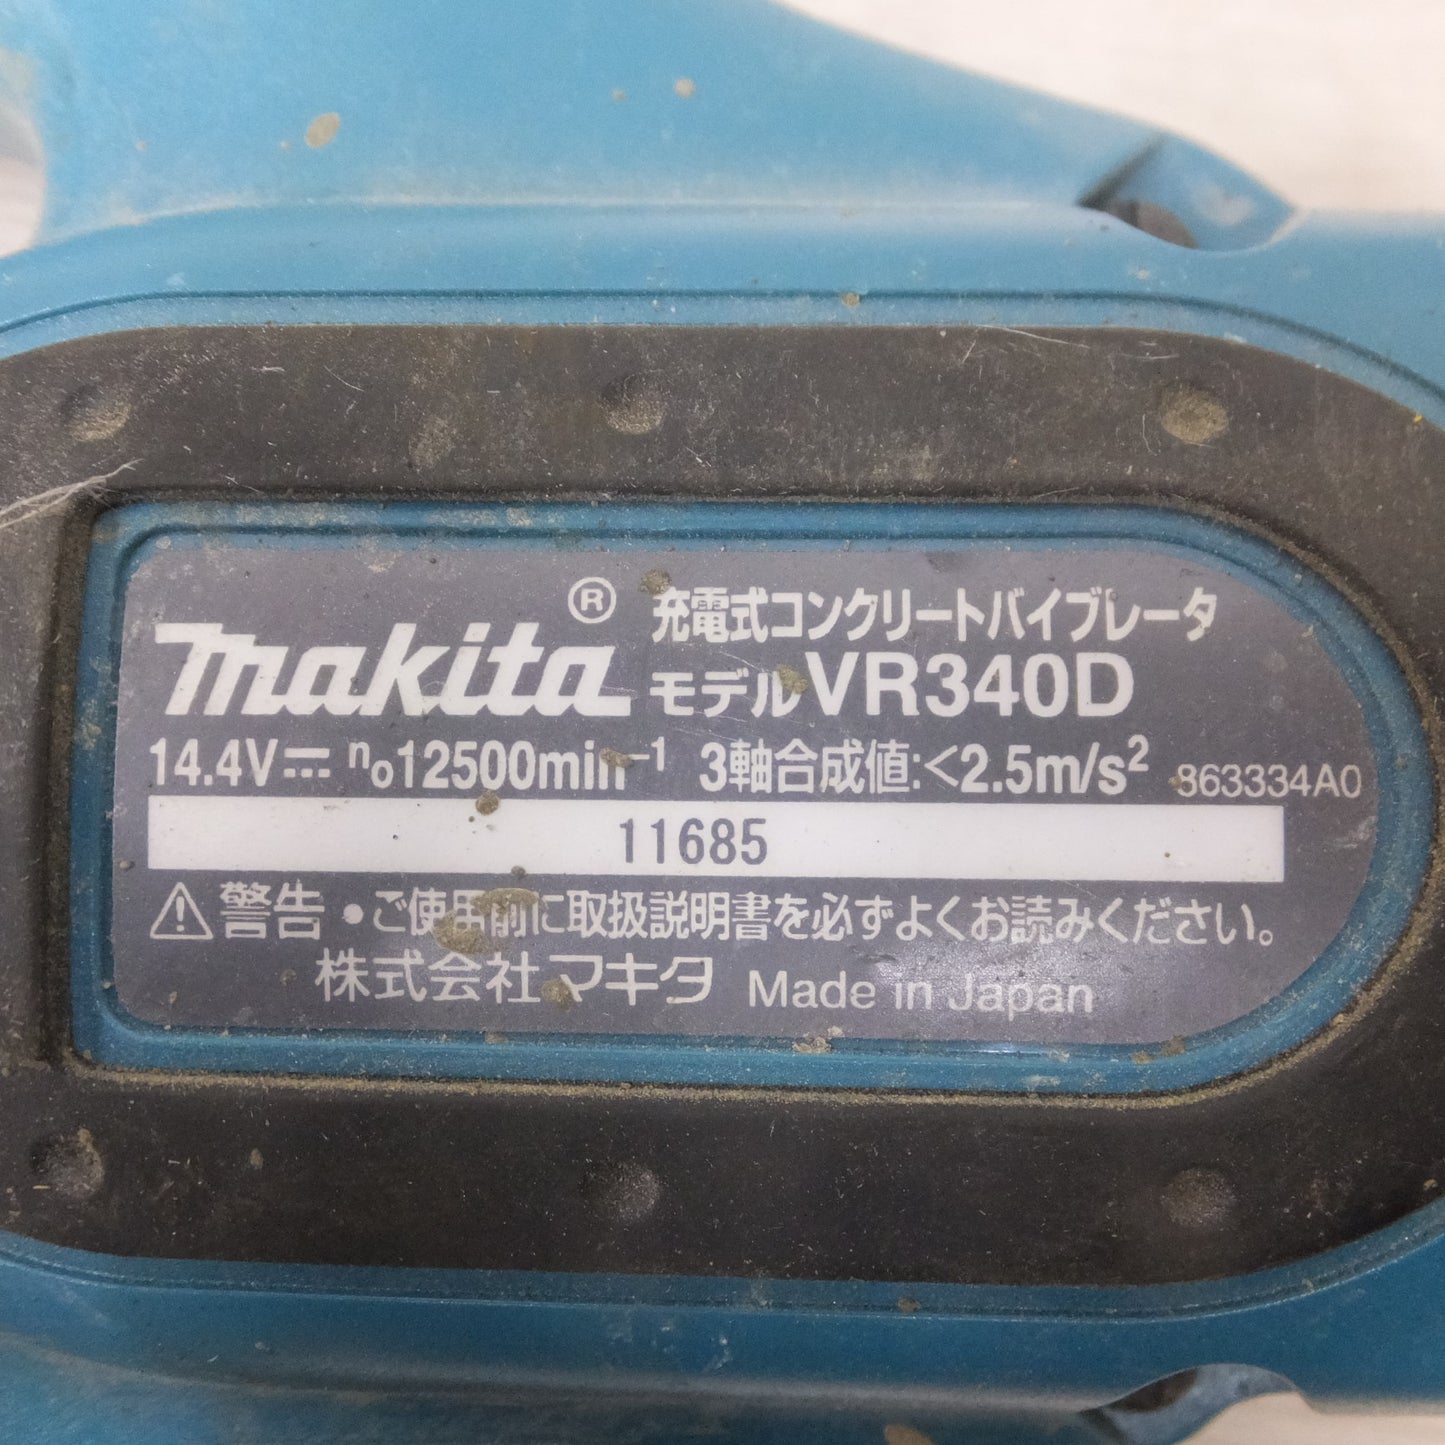 makita® 充電式コンクリートバイブレータ
モデルVR340D
14.4V⎓ n₀12500min⁻¹ 3軸合成値:<2.5m/s² 863334A0
11685
⚠警告・ご使用前に取扱説明書を必ずよくお読みください。
株式会社マキタ Made in Japan